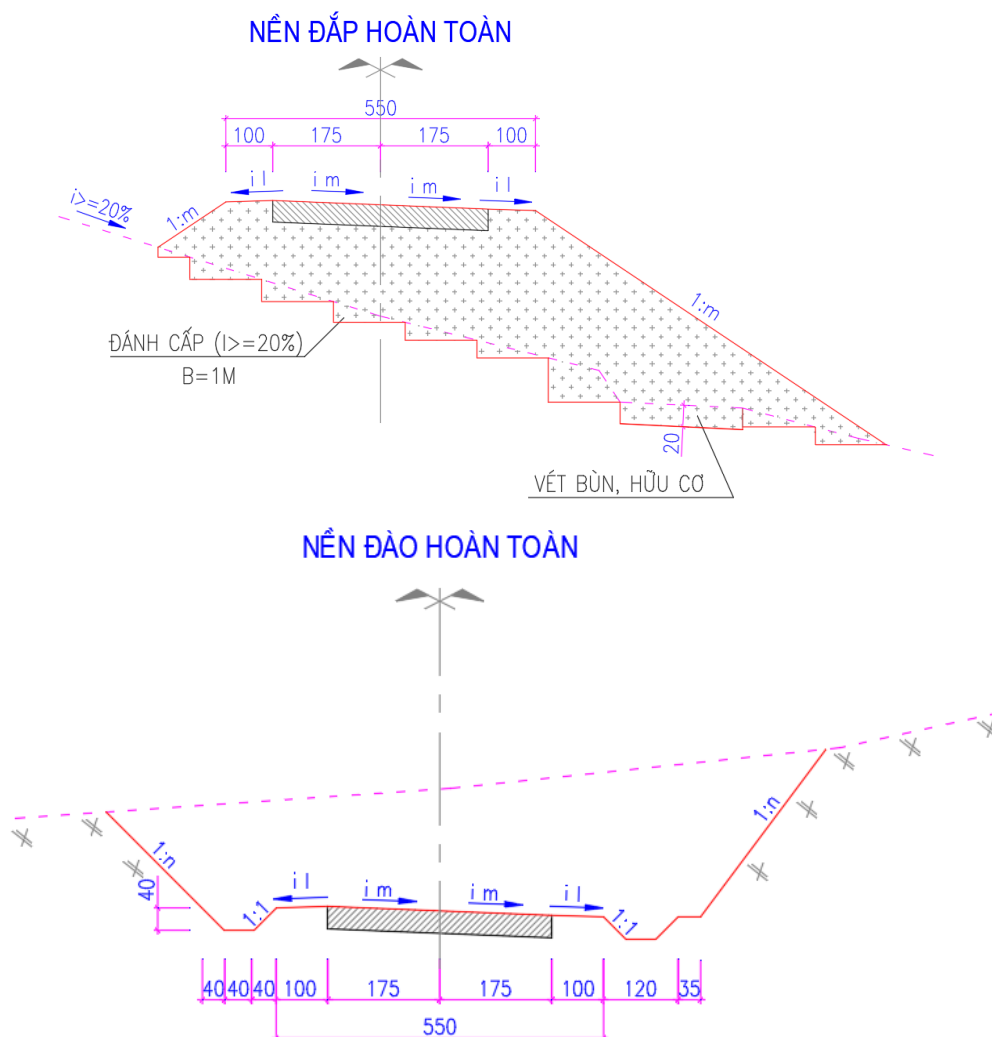 NỀN ĐẮP HOÀN TOÀN
550
100 175 175 100
i l i m i m i l
i>=20%
1:m
1:m
ĐÁNH CẤP (I>=20%)
B=1M
20
VÉT BÙN, HỮU CƠ
NỀN ĐÀO HOÀN TOÀN
1:n
1:n
40
i l i m i m i l
1:1
1:1
40 40 40 100 175 175 100 120 35
550